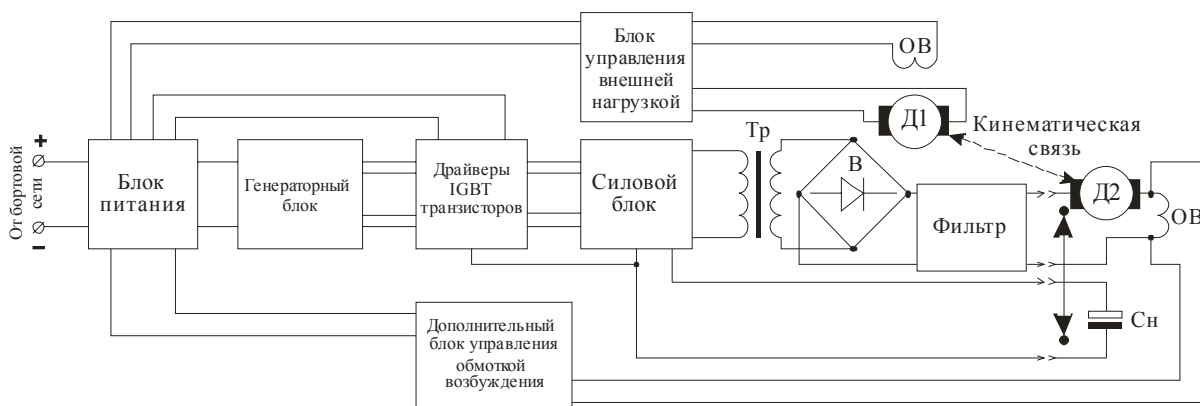 Блок
управления
внешней
нагрузкой
ОВ
Д1
Кинематическая
связь
Тр
В
Д2
ОВ
От бортовой
сети
+
−
Блок
питания
Генераторный
блок
Драйверы
IGBT
транзисторов
Силовой
блок
Фильтр
Сн
Дополнительный
блок управления
обмоткой
возбуждения